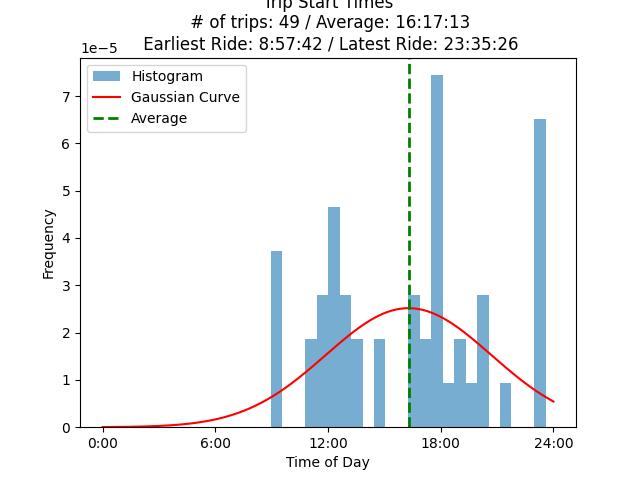 Trip Start Times
# of trips: 49 / Average: 16:17:13
Earliest Ride: 8:57:42 / Latest Ride: 23:35:26
1e−5
Histogram
Gaussian Curve
Average
7
6
5
4
3
2
1
0
Frequency
0:00 6:00 12:00 18:00 24:00
Time of Day